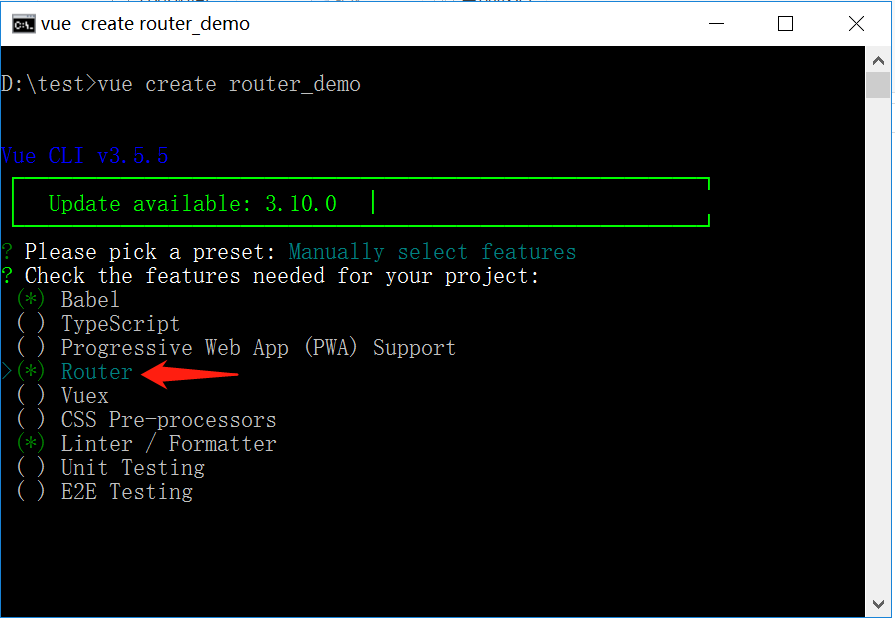 vue create router_demo
D:\test>vue create router_demo
Vue CLI v3.5.5
Update available: 3.10.0
? Please pick a preset: Manually select features
? Check the features needed for your project:
(*) Babel
( ) TypeScript
( ) Progressive Web App (PWA) Support
>(*) Router
( ) Vuex
( ) CSS Pre-processors
(*) Linter / Formatter
( ) Unit Testing
( ) E2E Testing